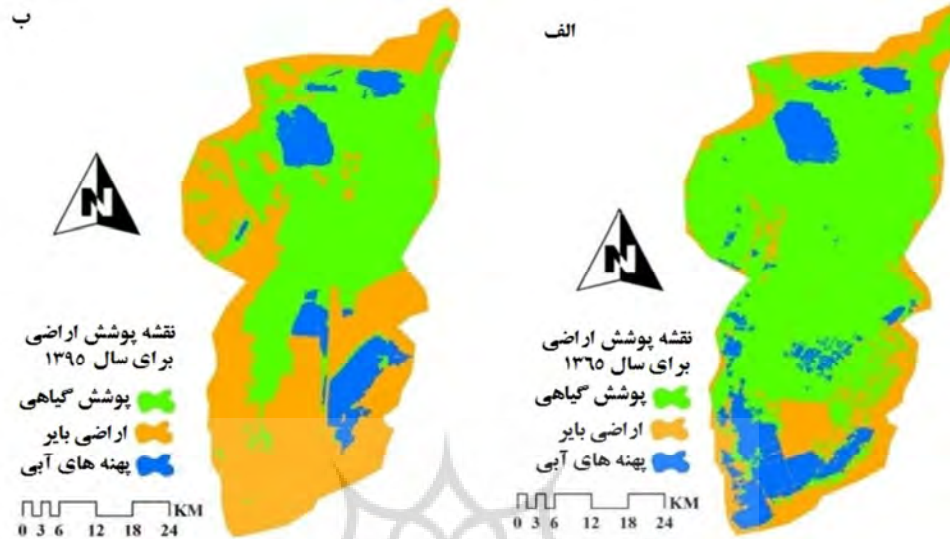 الف
N
نقشه پوشش اراضی
برای سال ۱۳۶۵
پوشش گیاهی
اراضی بایر
پهنه های آبی
KM
0 3 6 12 18 24
ب
N
نقشه پوشش اراضی
برای سال ۱۳۹۵
پوشش گیاهی
اراضی بایر
پهنه های آبی
KM
0 3 6 12 18 24